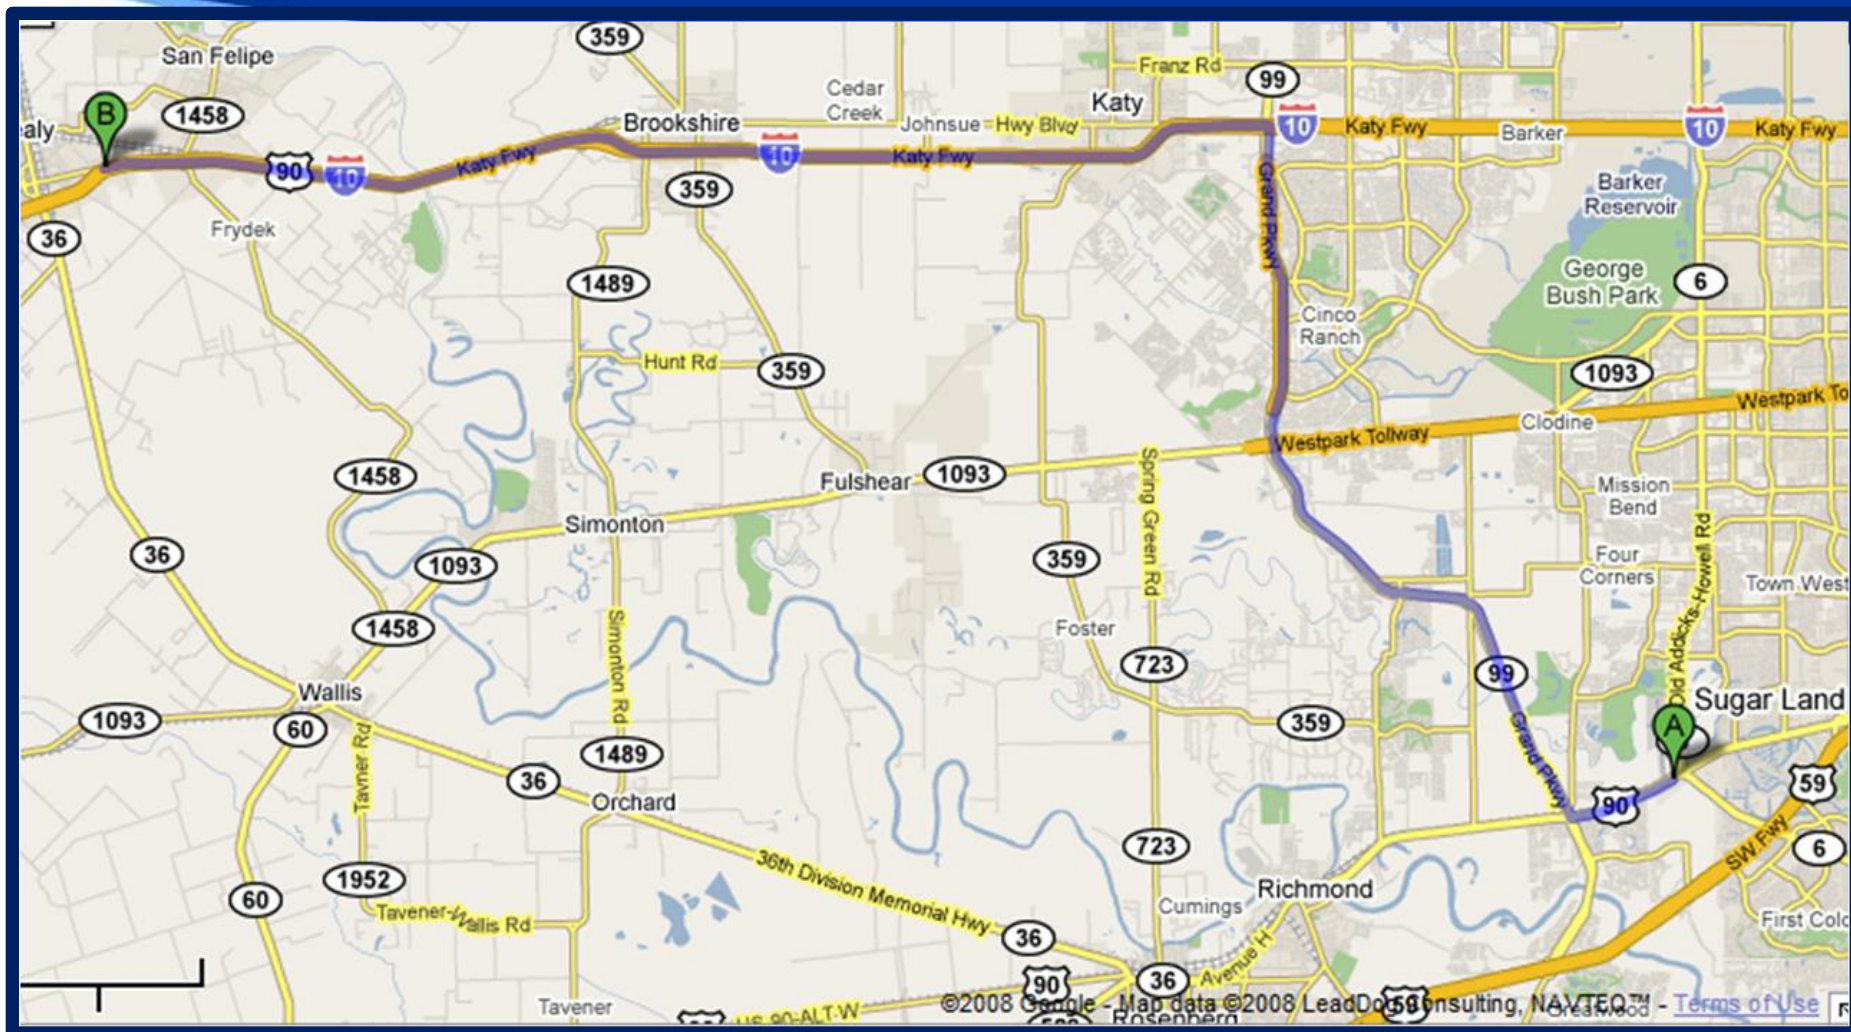 San Felipe
359
Franz Rd
99
Cedar
Creek
Katy
B
1458
ealy
Brookshire
Johnsue
Hwy Blvd
10
Katy Fwy
Barker
10
Katy Fwy
Katy Fwy
10
Katy Fwy
90
10
359
Grand Pkwy
Barker
Reservoir
Frydek
36
1489
George
Bush Park
6
Cinco
Ranch
Hunt Rd
359
1093
Westpark To
Clodine
Westpark Tollway
1458
Fulshear
1093
Spring Green Rd
Mission
Bend
Simonton
36
1093
359
Four
Corners
Old Addicks-Howell Rd
Town West
1458
Foster
Simonton Rd
723
99
Wallis
Sugar Land
1093
60
Tavner Rd
359
Grand Pkwy
A
1489
36
Orchard
90
59
36th Division Memorial Hwy
723
SW Fwy
6
1952
Richmond
60
Tavener-Wallis Rd
Cumings
First Colo
36
Avenue H
90
36
Tavener
US 90-ALT W
59
©2008 Google - Map data ©2008 LeadDog Consulting, NAVTEQ™ - Terms of Use
Rosenberg
Greatwood